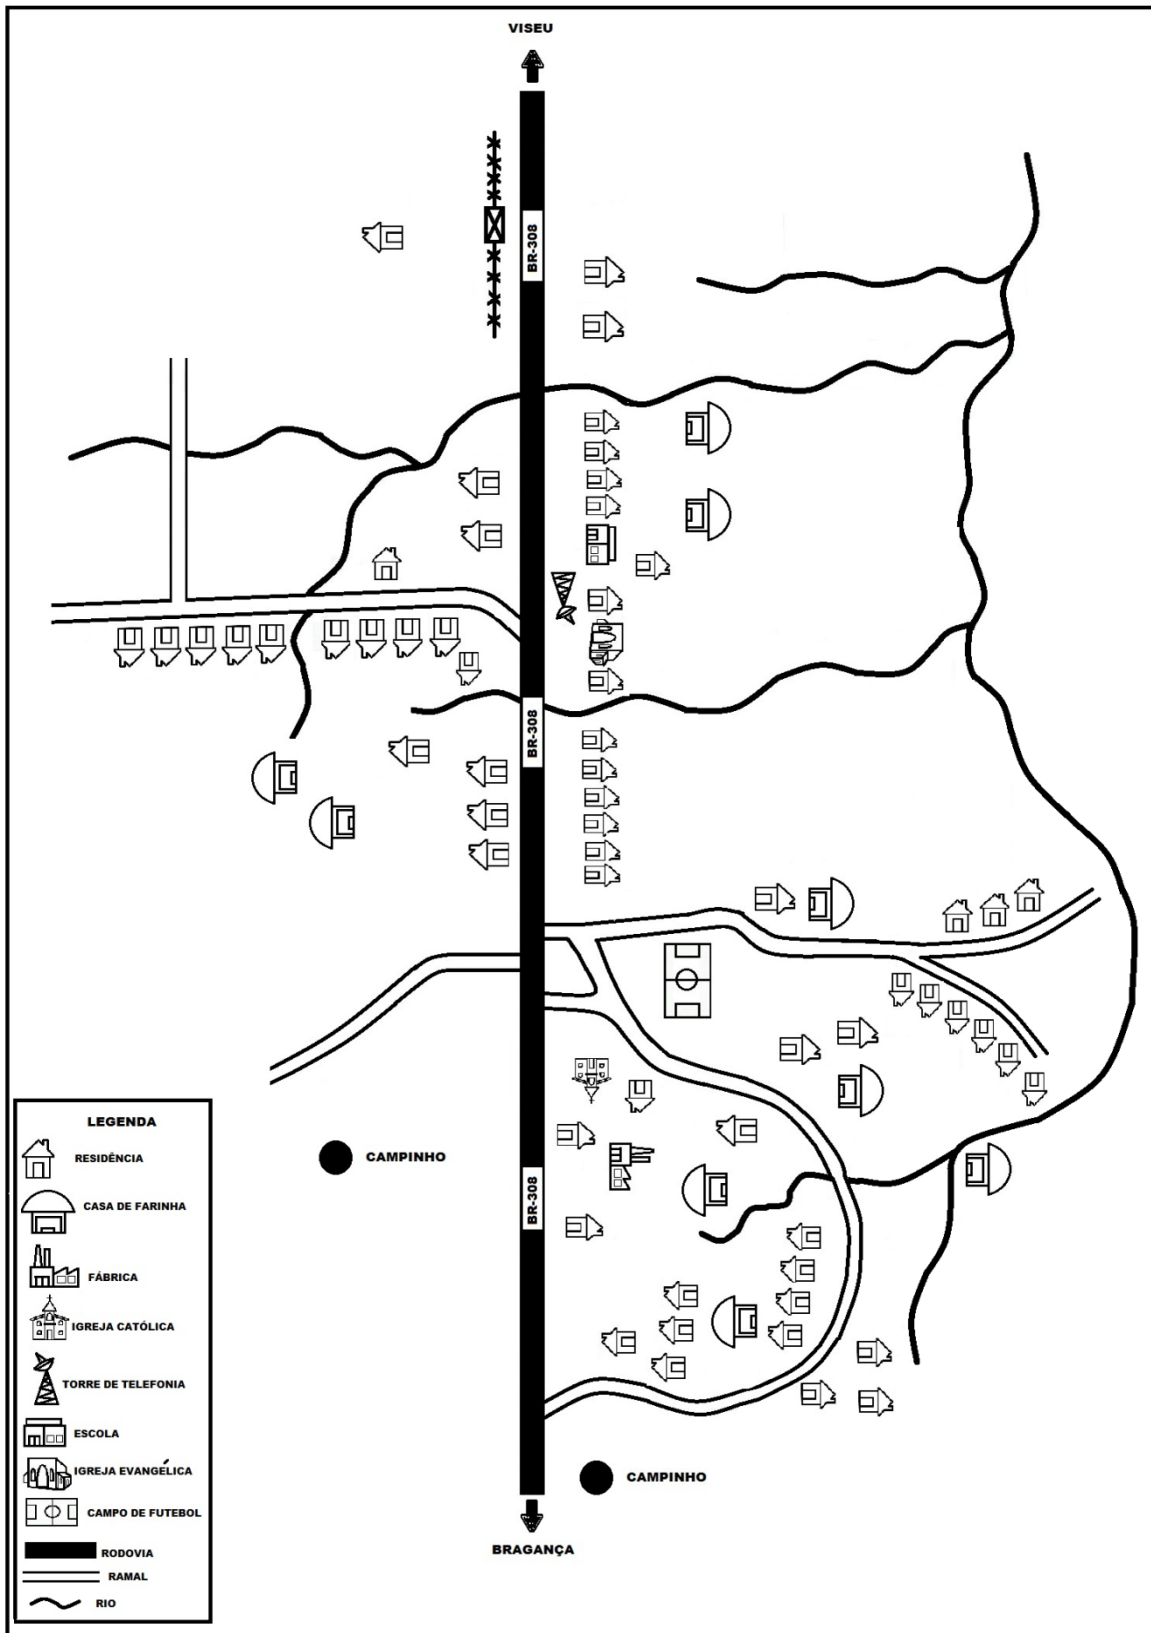 VISEU
BR-308
BR-308
BR-308
CAMPINHO
CAMPINHO
BRAGANÇA
LEGENDA
RESIDÊNCIA
CASA DE FARINHA
FÁBRICA
IGREJA CATÓLICA
TORRE DE TELEFONIA
ESCOLA
IGREJA EVANGÉLICA
CAMPO DE FUTEBOL
RODOVIA
RAMAL
RIO